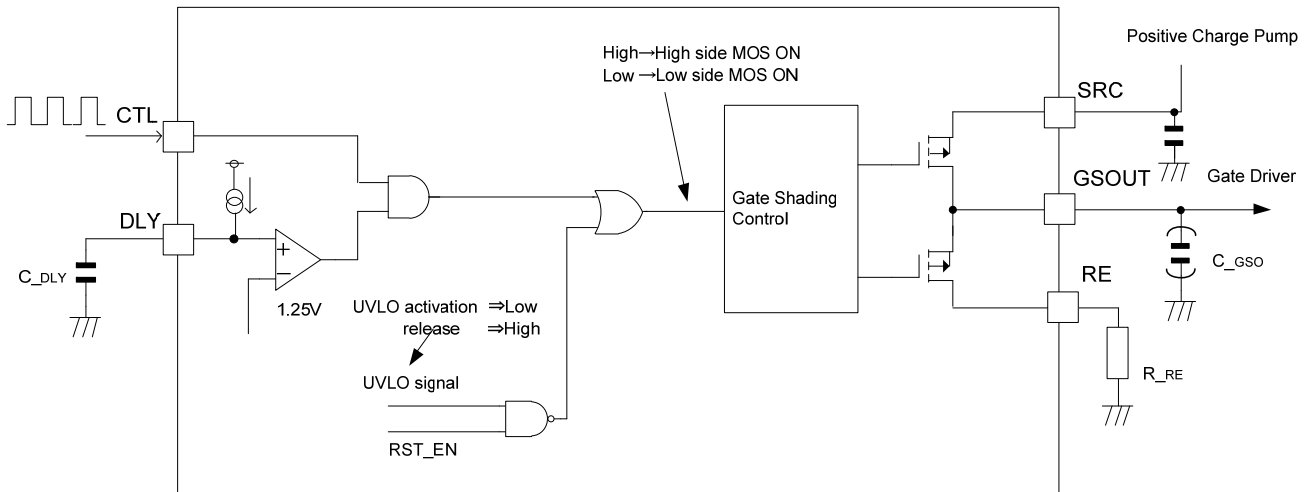 High→High side MOS ON
Low →Low side MOS ON
Positive Charge Pump
CTL
SRC
GSOUT
Gate Driver
Gate Shading
Control
DLY
+
−
C_DLY
1.25V
C_GSO
RE
UVLO activation ⇒Low
release ⇒High
UVLO signal
R_RE
RST_EN